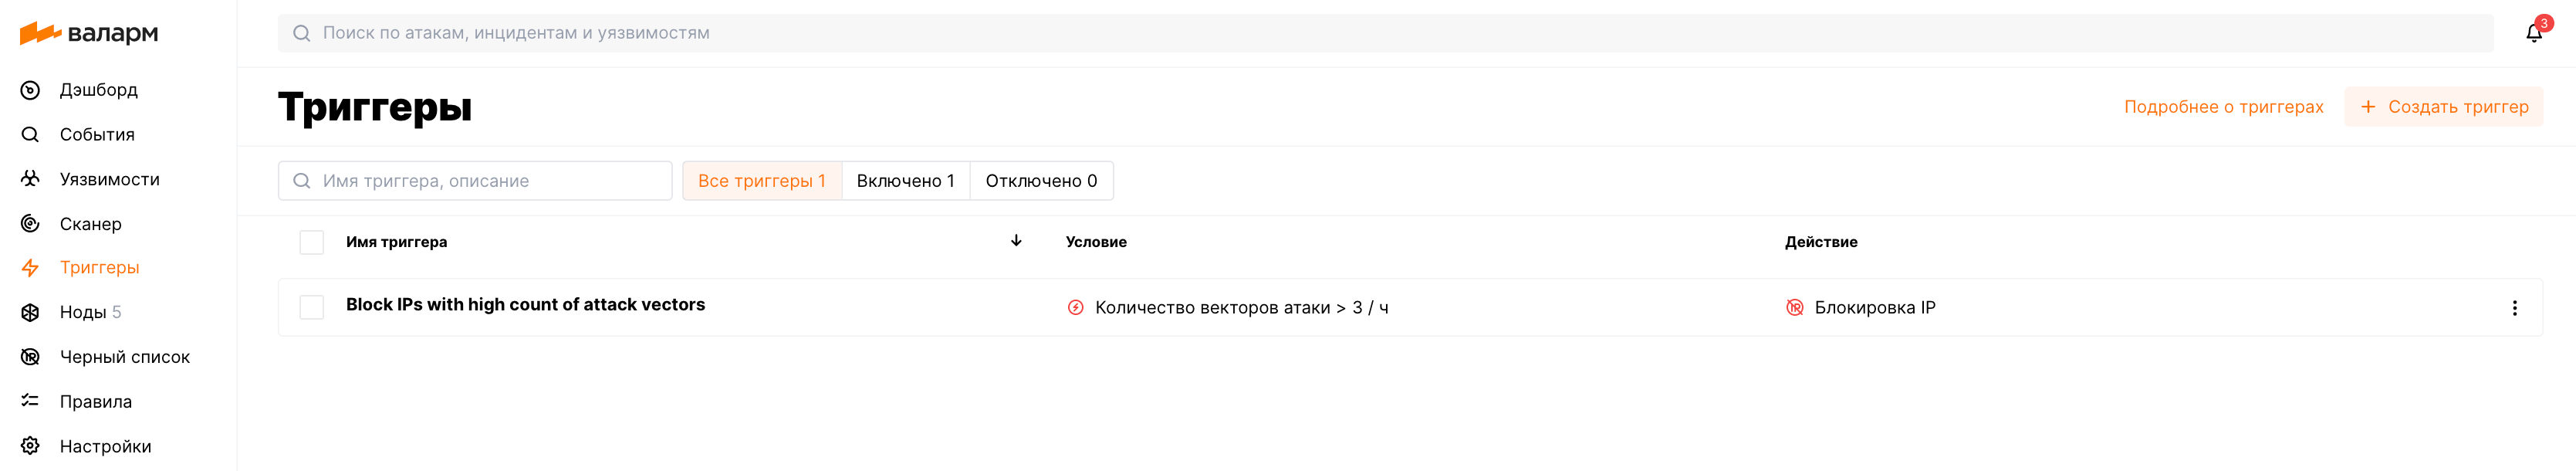 валарм
Дэшборд
События
Уязвимости
Сканер
Триггеры
Ноды 5
Черный список
Правила
Настройки
Поиск по атакам, инцидентам и уязвимостям
3
Триггеры
Подробнее о триггерах
+ Создать триггер
Имя триггера, описание
Все триггеры 1
Включено 1
Отключено 0
Имя триггера
Условие
Действие
Block IPs with high count of attack vectors
Количество векторов атаки > 3 / ч
Блокировка IP